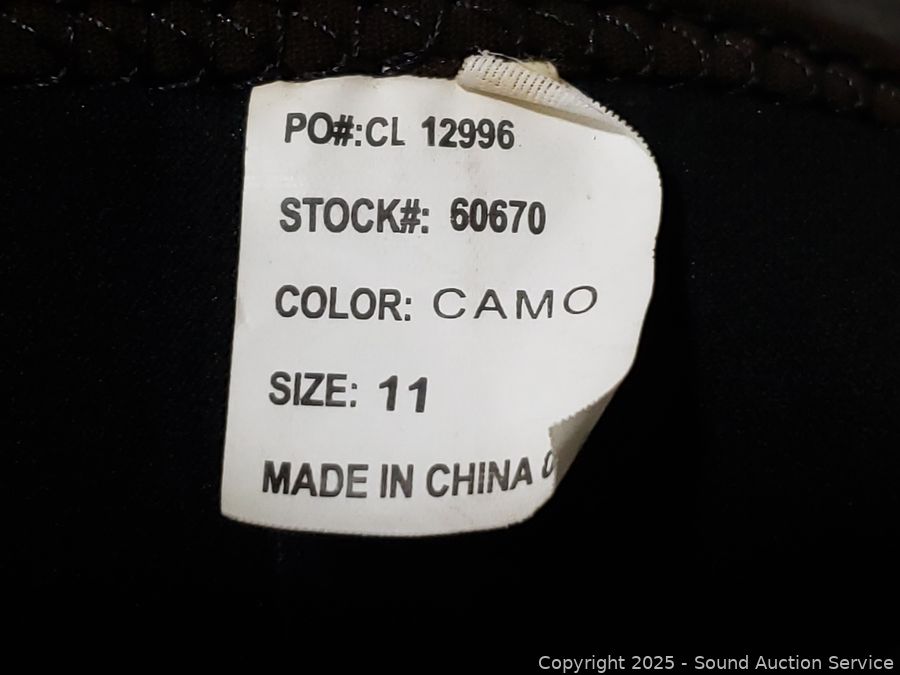 PO#:CL 12996
STOCK#: 60670
COLOR: CAMO
SIZE: 11
MADE IN CHINA
Copyright 2025 - Sound Auction Service